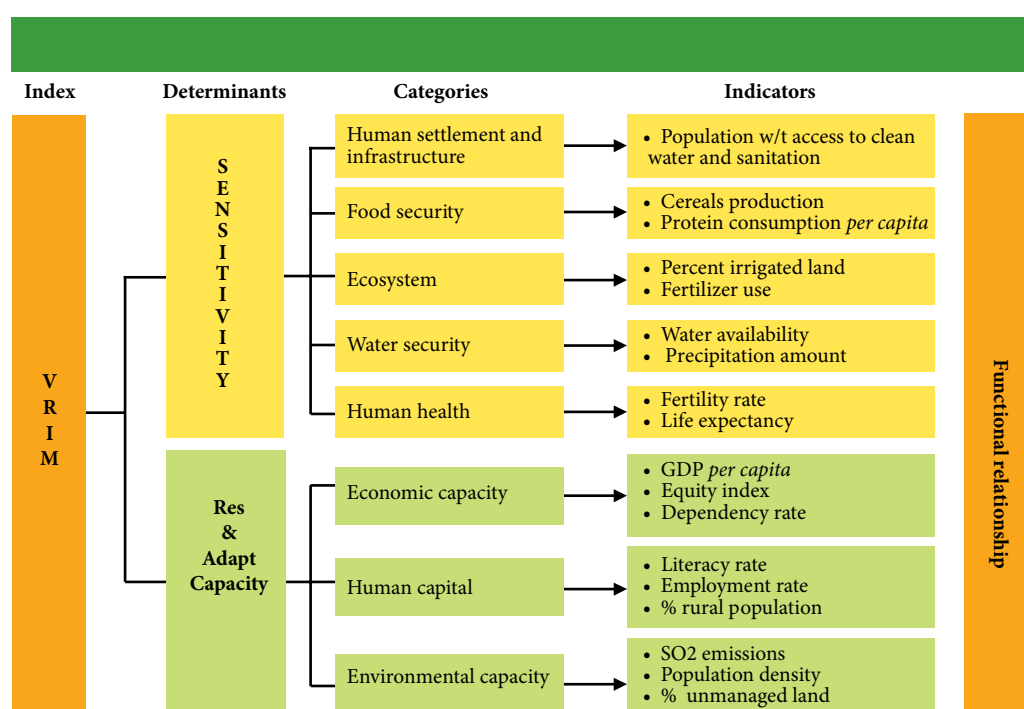 Index
Determinants
Categories
Indicators
V
R
I
M
S
E
N
S
I
T
I
V
I
T
Y
Human settlement and
infrastructure
• Population w/t access to clean
water and sanitation
Food security
• Cereals production
• Protein consumption per capita
Ecosystem
• Percent irrigated land
• Fertilizer use
Water security
• Water availability
• Precipitation amount
Human health
• Fertility rate
• Life expectancy
Res
&
Adapt
Capacity
Economic capacity
• GDP per capita
• Equity index
• Dependency rate
Human capital
• Literacy rate
• Employment rate
• % rural population
Environmental capacity
• SO2 emissions
• Population density
• % unmanaged land
Functional relationship